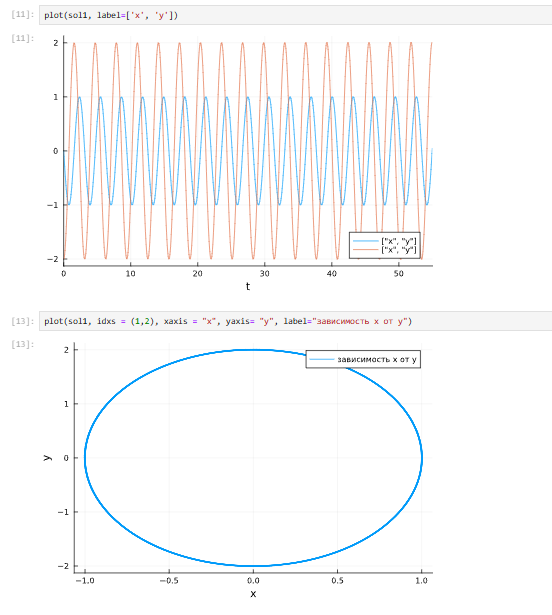 [11]: plot(sol1, label=['x', 'y'])
[11]:
2
1
0
−1
−2
0 10 20 30 40 50
t
["x", "y"]
["x", "y"]
[13]: plot(sol1, idxs = (1,2), xaxis = "x", yaxis= "y", label="зависимость x от y")
[13]:
зависимость x от y
2
1
0
−1
−2
y
−1.0 −0.5 0.0 0.5 1.0
x